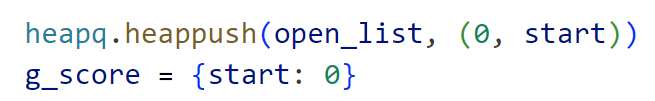 heapq.heappush(open_list, (0, start))
g_score = {start: 0}